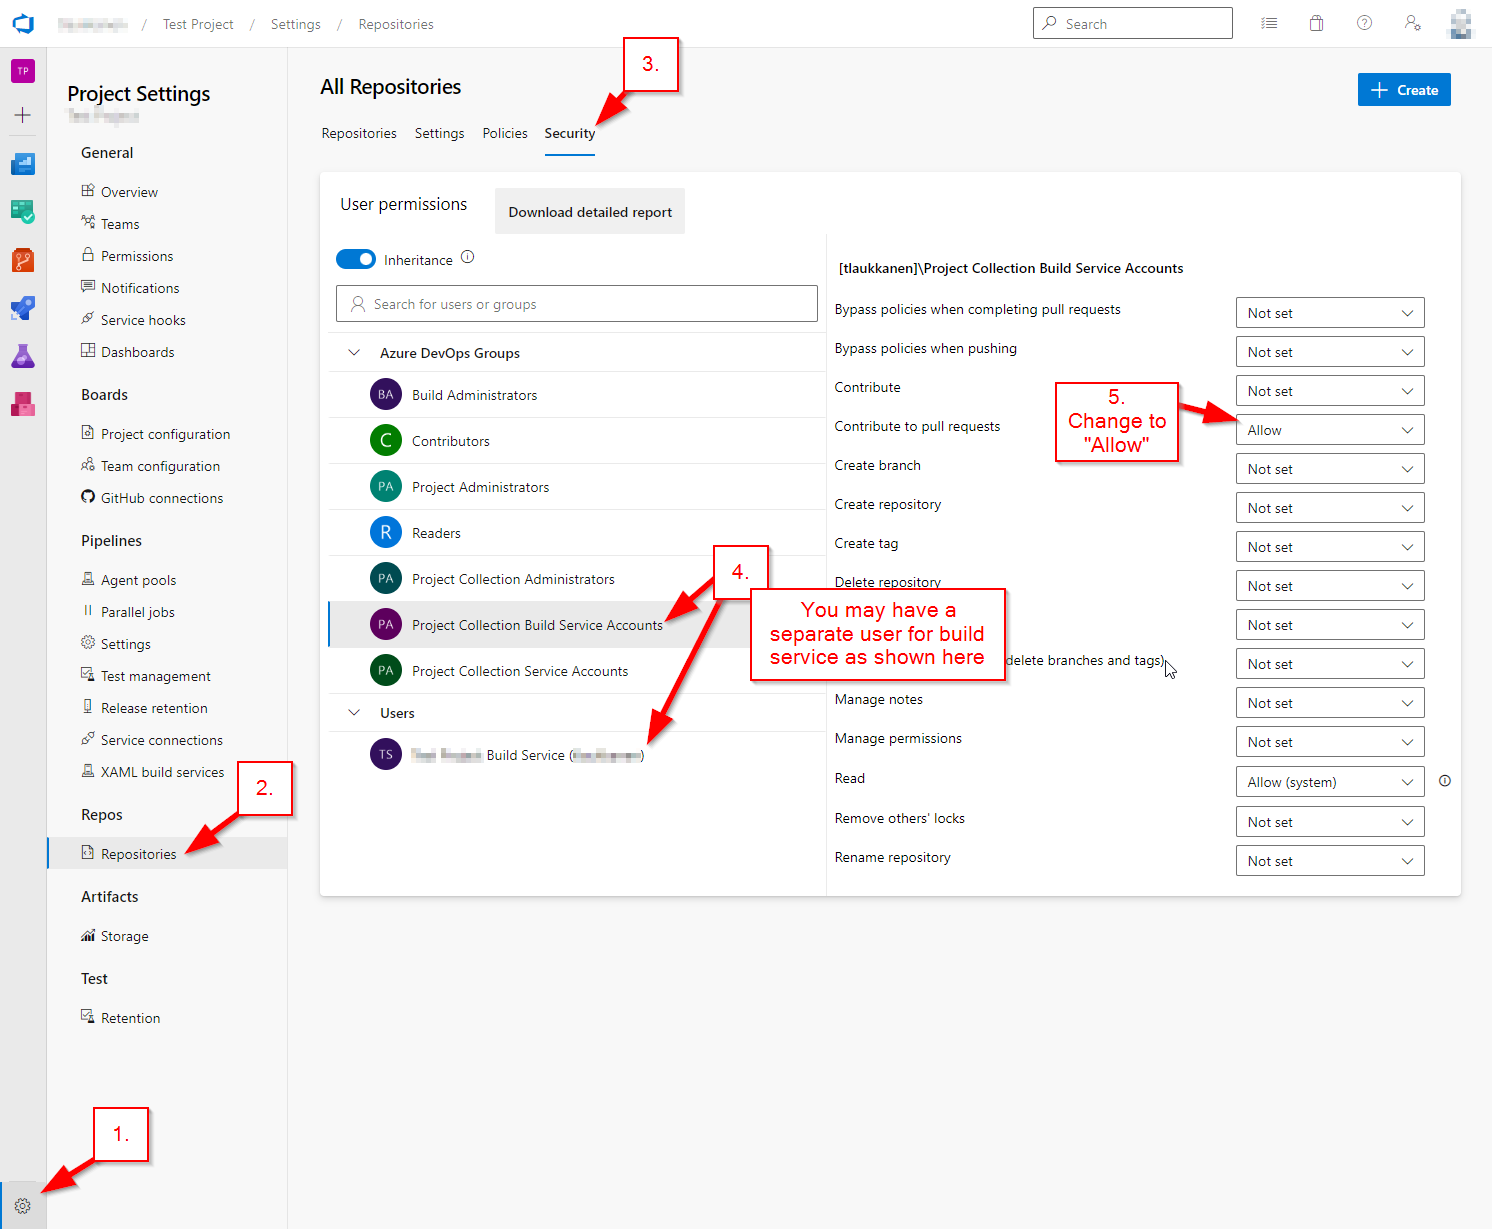 / Test Project / Settings / Repositories
Search
TP
Project Settings
General
Overview
Teams
Permissions
Notifications
Service hooks
Dashboards
Boards
Project configuration
Team configuration
GitHub connections
Pipelines
Agent pools
Parallel jobs
Settings
Test management
Release retention
Service connections
XAML build services
Repos
Repositories
Artifacts
Storage
Test
Retention
1.
2.
All Repositories
3.
Create
Repositories Settings Policies Security
User permissions
Download detailed report
Inheritance
Search for users or groups
Azure DevOps Groups
BA Build Administrators
C Contributors
PA Project Administrators
R Readers
PA Project Collection Administrators
PA Project Collection Build Service Accounts
PA Project Collection Service Accounts
Users
TS Build Service ( )
4.
You may have a
separate user for build
service as shown here
[tlaukkanen]\Project Collection Build Service Accounts
Bypass policies when completing pull requests Not set
Bypass policies when pushing Not set
Contribute Not set
Contribute to pull requests Allow
5.
Change to
"Allow"
Create branch Not set
Create repository Not set
Create tag Not set
Delete repository Not set
Not set
delete branches and tags) Not set
Manage notes Not set
Manage permissions Not set
Read Allow (system)
Remove others' locks Not set
Rename repository Not set